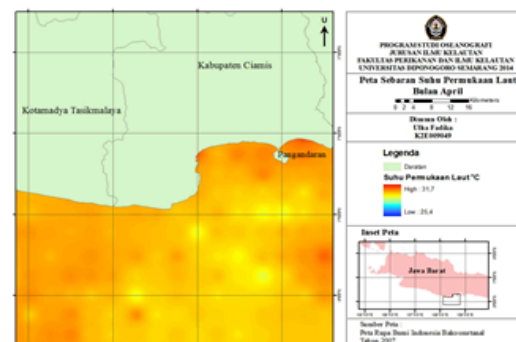 U
Kabupaten Ciamis
Kotamadya Tasikmalaya
Pangandaran
PROGRAM STUDI OSEANOGRAFI
JURUSAN ILMU KELAUTAN
FAKULTAS PERIKANAN DAN ILMU KELAUTAN
UNIVERSITAS DIPONOGORO SEMARANG 2014
Peta Sebaran Suhu Permukaan Laut
Bulan April
0 2 4 8 12 16
Kilometers
Disusun Oleh :
Ulha Fadika
K2E009049
Legenda
Daratan
Suhu Permukaan Laut °C
High : 31,7
Low : 25,4
Inset Peta
Jawa Barat
Sumber Peta :
Peta Rupa Bumi Indonesia Bakosurtanal
Tahun 2007